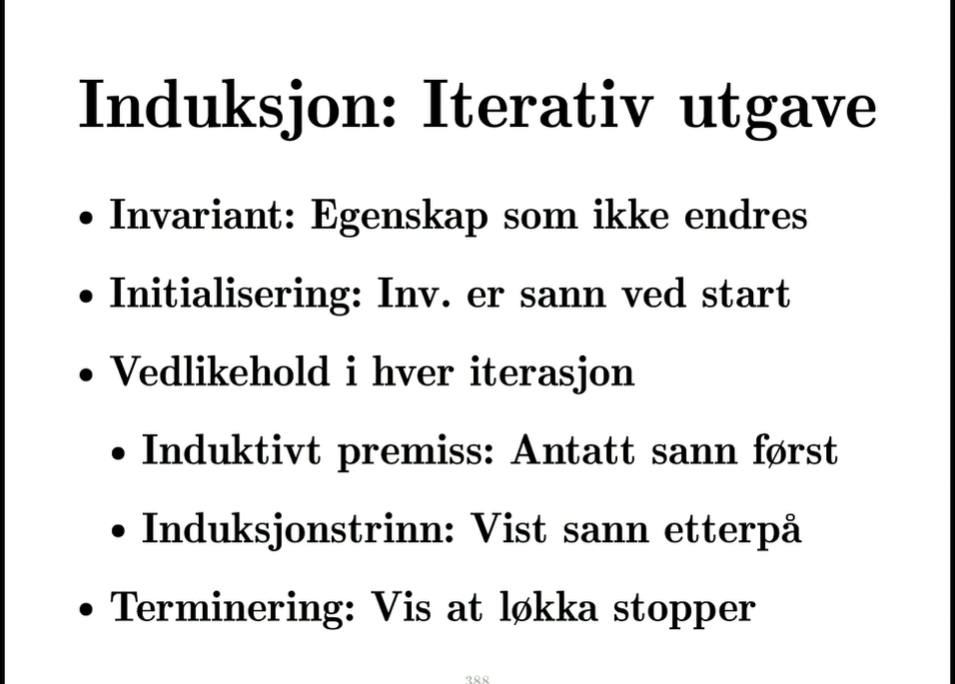 Induksjon: Iterativ utgave
• Invariant: Egenskap som ikke endres
• Initialisering: Inv. er sann ved start
• Vedlikehold i hver iterasjon
• Induktivt premiss: Antatt sann først
• Induksjonstrinn: Vist sann etterpå
• Terminering: Vis at løkka stopper
388